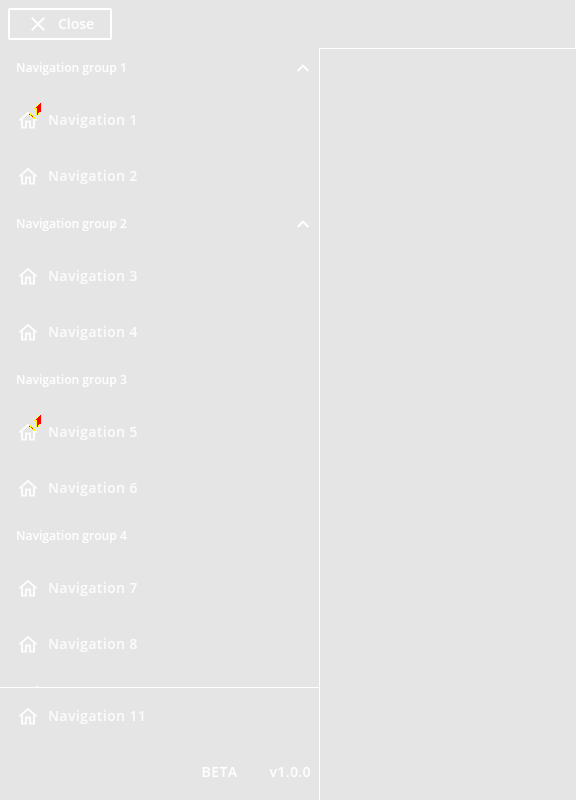 Close
Navigation group 1
Navigation 1
Navigation 2
Navigation group 2
Navigation 3
Navigation 4
Navigation group 3
Navigation 5
Navigation 6
Navigation group 4
Navigation 7
Navigation 8
Navigation 11
BETA v1.0.0